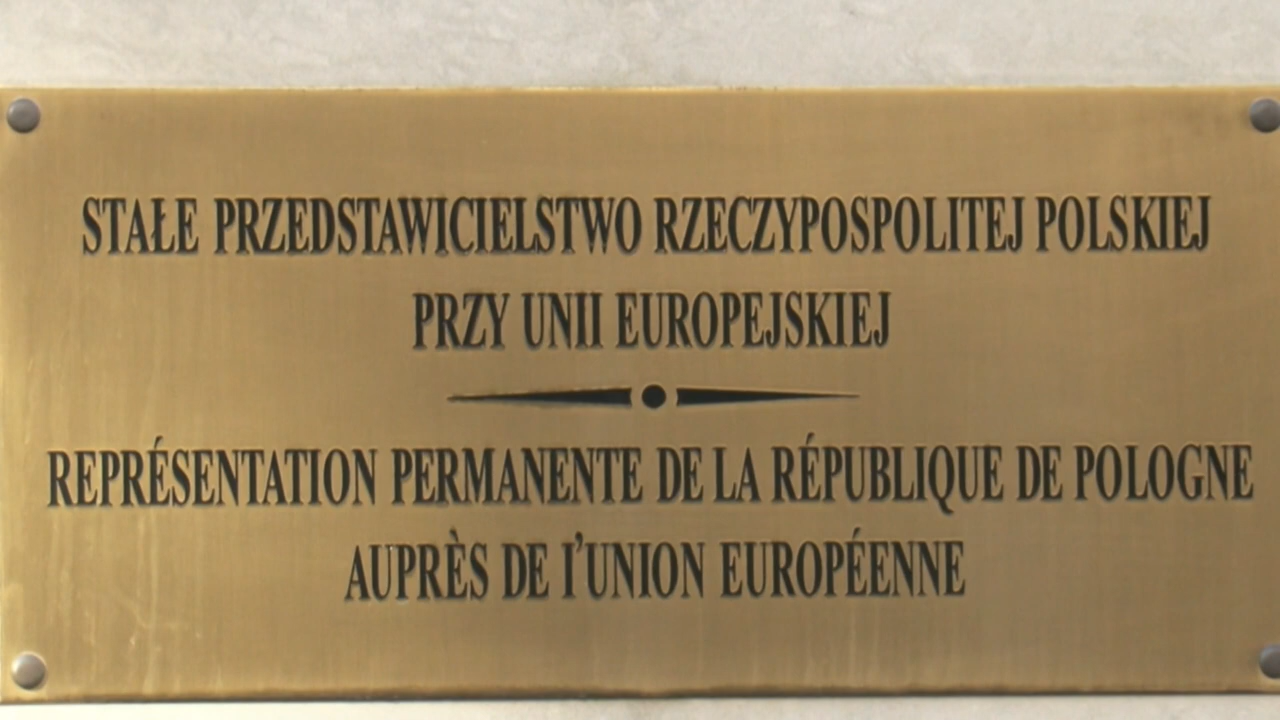 STAŁE PRZEDSTAWICIELSTWO RZECZYPOSPOLITEJ POLSKIEJ
PRZY UNII EUROPEJSKIEJ
REPRÉSENTATION PERMANENTE DE LA RÉPUBLIQUE DE POLOGNE
AUPRÈS DE I'UNION EUROPÉENNE